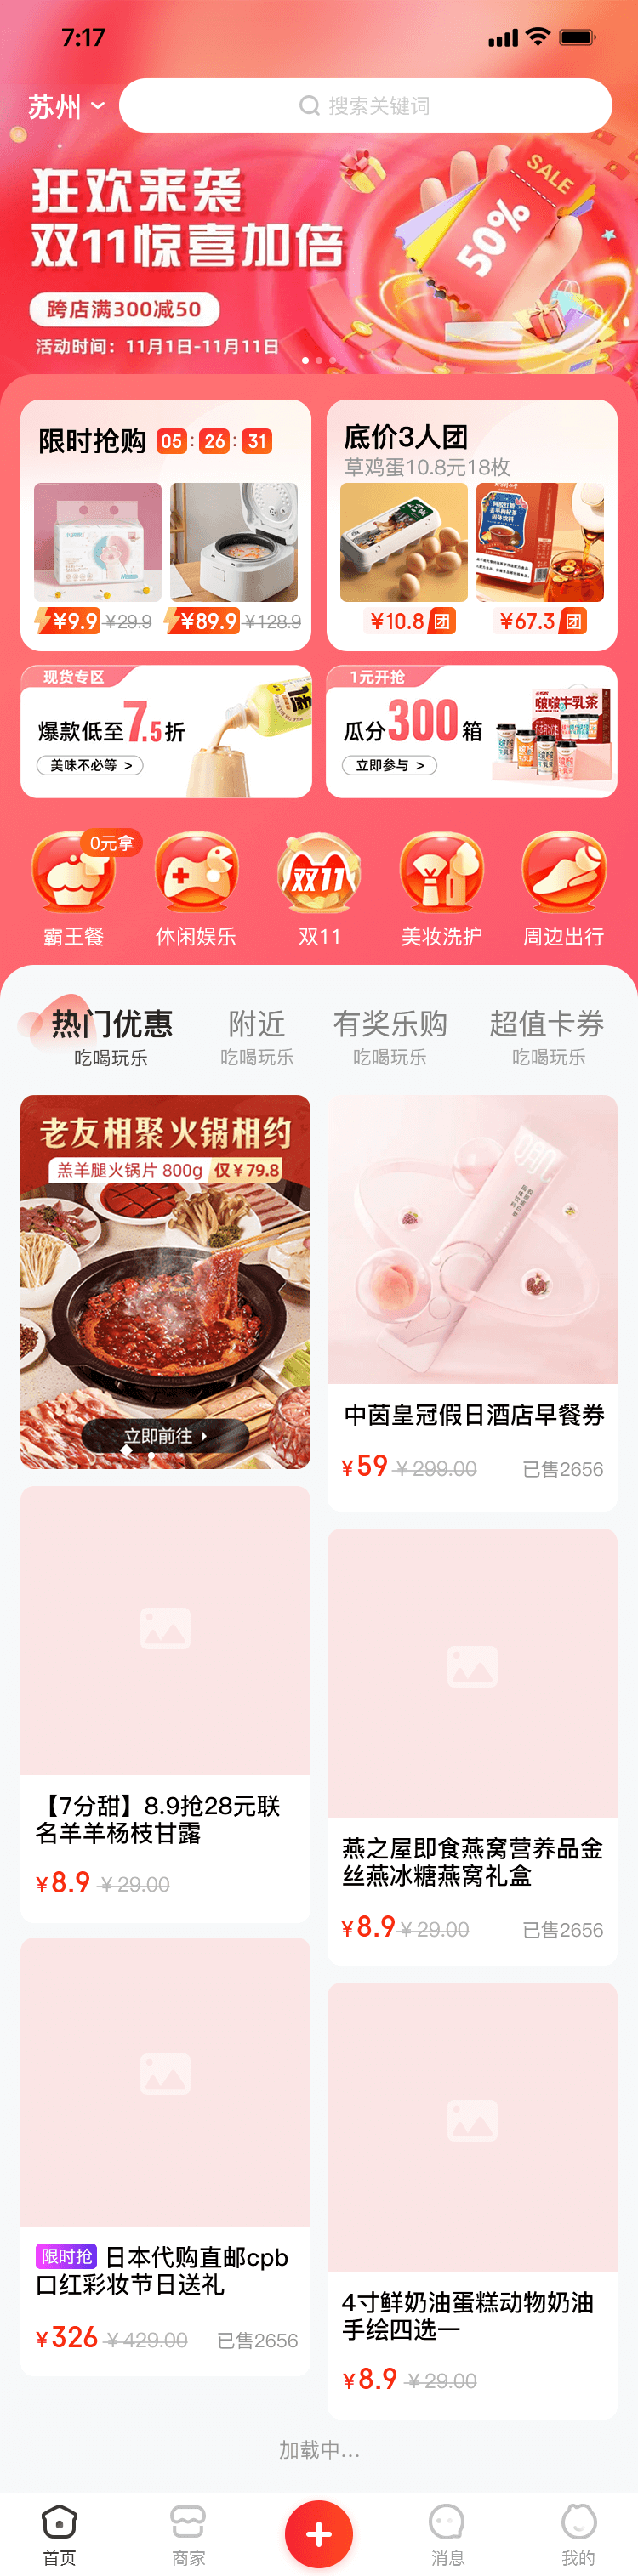 7:17
苏州
搜索关键词
SALE
50%
狂欢来袭
双11惊喜加倍
跨店满300减50
活动时间：11月1日-11月11日
限时抢购 05 : 26 : 31
¥9.9 ¥29.9 ¥89.9 ¥128.9
底价3人团
草鸡蛋10.8元18枚
¥10.8 团 ¥67.3 团
现货专区
爆款低至7.5折
美味不必等 >
1元开抢
瓜分300箱
立即参与 >
0元拿
双11
霸王餐 休闲娱乐 双11 美妆洗护 周边出行
热门优惠 附近 有奖乐购 超值卡券
吃喝玩乐 吃喝玩乐 吃喝玩乐 吃喝玩乐
老友相聚 火锅相约
羔羊腿火锅片 800g 仅¥79.8
立即前往
中茵皇冠假日酒店早餐券
¥59 ¥299.00 已售2656
【7分甜】8.9抢28元联
名羊羊杨枝甘露
¥8.9 ¥29.00
燕之屋即食燕窝营养品金
丝燕冰糖燕窝礼盒
¥8.9 ¥29.00 已售2656
限时抢 日本代购直邮cpb
口红彩妆节日送礼
¥326 ¥429.00 已售2656
4寸鲜奶油蛋糕动物奶油
手绘四选一
¥8.9 ¥29.00
加载中...
首页 商家 消息 我的